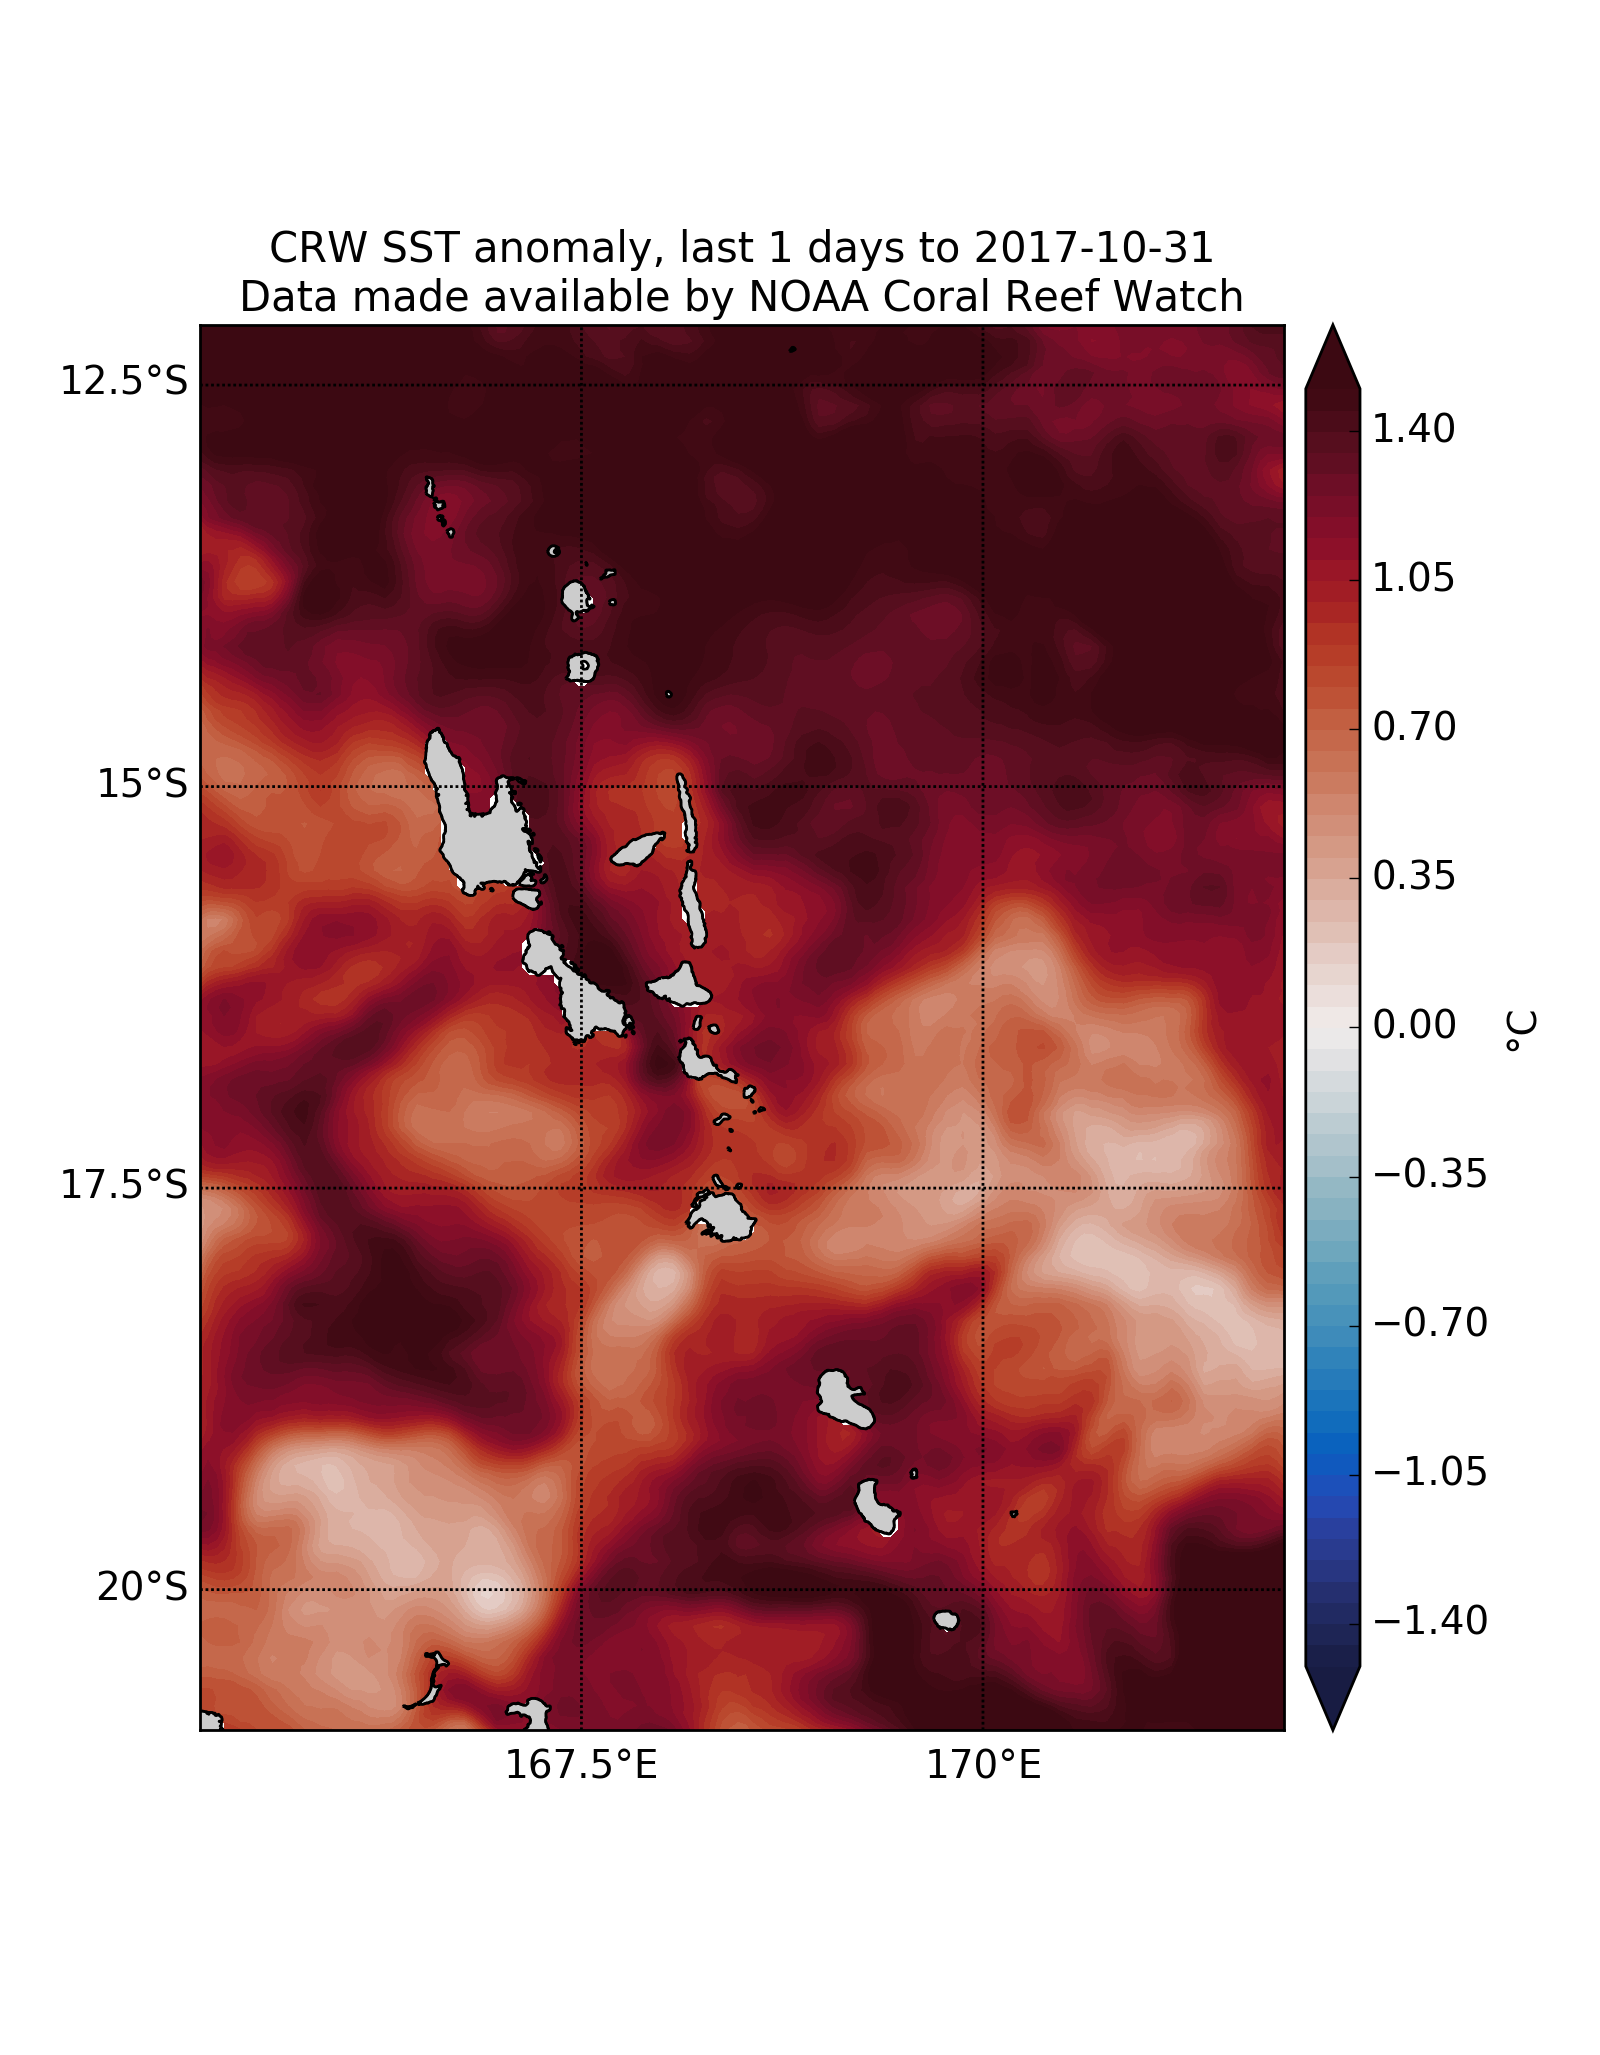 CRW SST anomaly, last 1 days to 2017-10-31
Data made available by NOAA Coral Reef Watch
12.5°S
15°S
17.5°S
20°S
167.5°E
170°E
1.40
1.05
0.70
0.35
0.00
−0.35
−0.70
−1.05
−1.40
°C